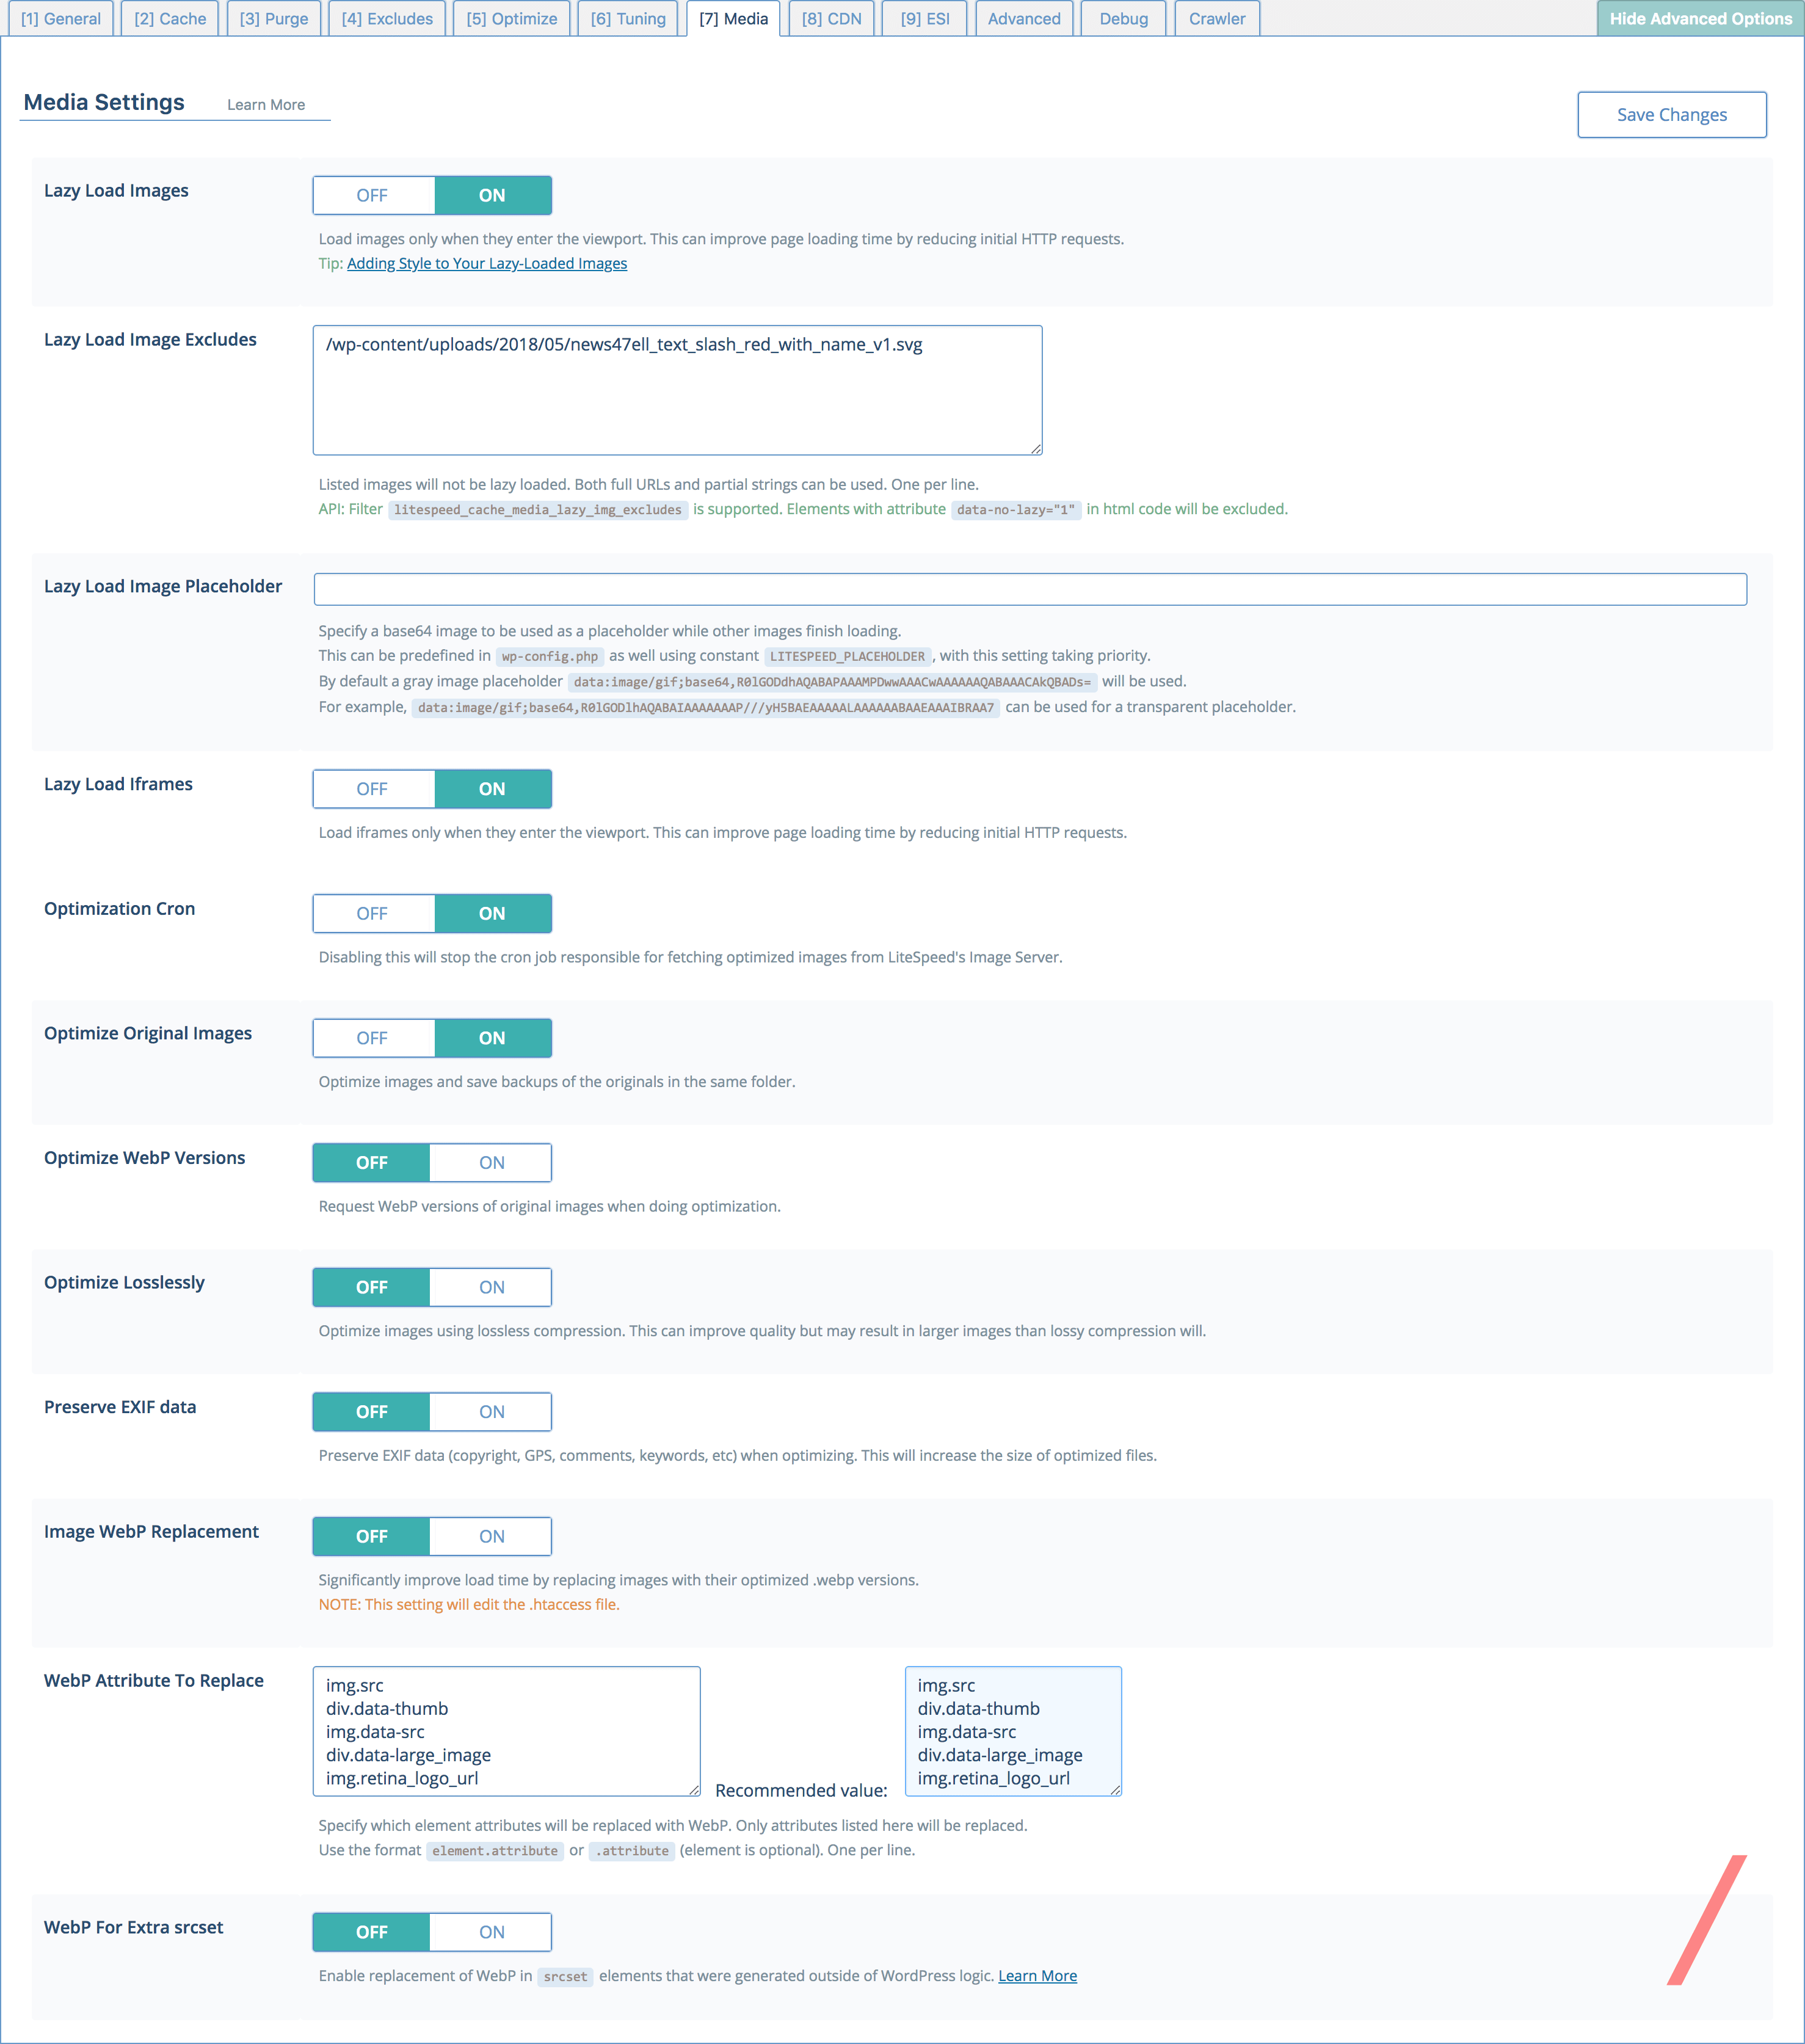 [1] General [2] Cache [3] Purge [4] Excludes [5] Optimize [6] Tuning [7] Media [8] CDN [9] ESI Advanced Debug Crawler Hide Advanced Options
Media Settings Learn More
Save Changes
Lazy Load Images
OFF ON
Load images only when they enter the viewport. This can improve page loading time by reducing initial HTTP requests.
Tip: Adding Style to Your Lazy-Loaded Images
Lazy Load Image Excludes
/wp-content/uploads/2018/05/news47ell_text_slash_red_with_name_v1.svg
Listed images will not be lazy loaded. Both full URLs and partial strings can be used. One per line.
API: Filter litespeed_cache_media_lazy_img_excludes is supported. Elements with attribute data-no-lazy="1" in html code will be excluded.
Lazy Load Image Placeholder
Specify a base64 image to be used as a placeholder while other images finish loading.
This can be predefined in wp-config.php as well using constant LITESPEED_PLACEHOLDER , with this setting taking priority.
By default a gray image placeholder data:image/gif;base64,R0lGODdhAQABAPAAAMPDwwAAACwAAAAAAQABAAACAkQBADs= will be used.
For example, data:image/gif;base64,R0lGODlhAQABAIAAAAAAAP///yH5BAEAAAAALAAAAAABAAEAAAIBRAA7 can be used for a transparent placeholder.
Lazy Load Iframes
OFF ON
Load iframes only when they enter the viewport. This can improve page loading time by reducing initial HTTP requests.
Optimization Cron
OFF ON
Disabling this will stop the cron job responsible for fetching optimized images from LiteSpeed's Image Server.
Optimize Original Images
OFF ON
Optimize images and save backups of the originals in the same folder.
Optimize WebP Versions
OFF ON
Request WebP versions of original images when doing optimization.
Optimize Losslessly
OFF ON
Optimize images using lossless compression. This can improve quality but may result in larger images than lossy compression will.
Preserve EXIF data
OFF ON
Preserve EXIF data (copyright, GPS, comments, keywords, etc) when optimizing. This will increase the size of optimized files.
Image WebP Replacement
OFF ON
Significantly improve load time by replacing images with their optimized .webp versions.
NOTE: This setting will edit the .htaccess file.
WebP Attribute To Replace
img.src
div.data-thumb
img.data-src
div.data-large_image
img.retina_logo_url
Recommended value:
img.src
div.data-thumb
img.data-src
div.data-large_image
img.retina_logo_url
Specify which element attributes will be replaced with WebP. Only attributes listed here will be replaced.
Use the format element.attribute or .attribute (element is optional). One per line.
WebP For Extra srcset
OFF ON
Enable replacement of WebP in srcset elements that were generated outside of WordPress logic. Learn More